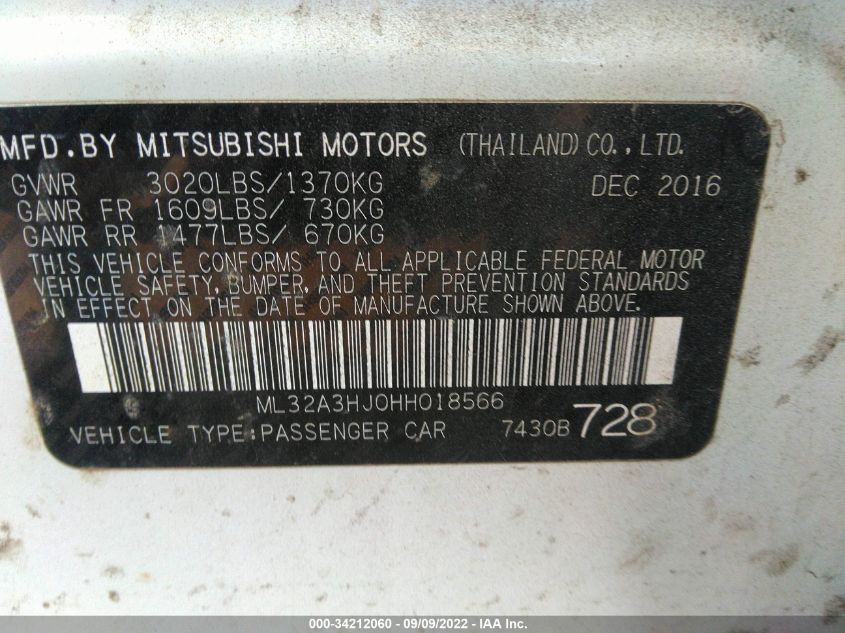 MFD.BY MITSUBISHI MOTORS (THAILAND) CO., LTD.
GVWR 3020LBS/1370KG DEC 2016
GAWR FR 1609LBS/ 730KG
GAWR RR 1477LBS/ 670KG
THIS VEHICLE CONFORMS TO ALL APPLICABLE FEDERAL MOTOR
VEHICLE SAFETY, BUMPER, AND THEFT PREVENTION STANDARDS
IN EFFECT ON THE DATE OF MANUFACTURE SHOWN ABOVE.
ML32A3HJ0HH018566
VEHICLE TYPE:PASSENGER CAR 7430B 728
000-34212060 - 09/09/2022 - IAA Inc.